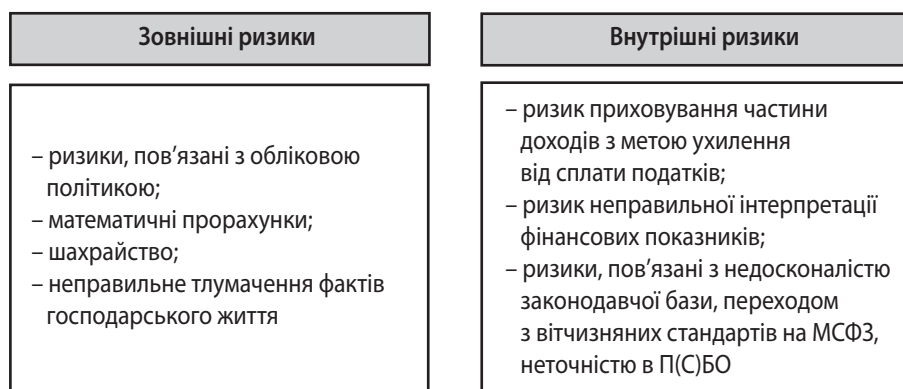 Зовнішні ризики
– ризики, пов’язані з обліковою
політикою;
– математичні прорахунки;
– шахрайство;
– неправильне тлумачення фактів
господарського життя
Внутрішні ризики
– ризик приховування частини
доходів з метою ухилення
від сплати податків;
– ризик неправильної інтерпретації
фінансових показників;
– ризики, пов’язані з недосконалістю
законодавчої бази, переходом
з вітчизняних стандартів на МСФЗ,
неточністю в П(С)БО